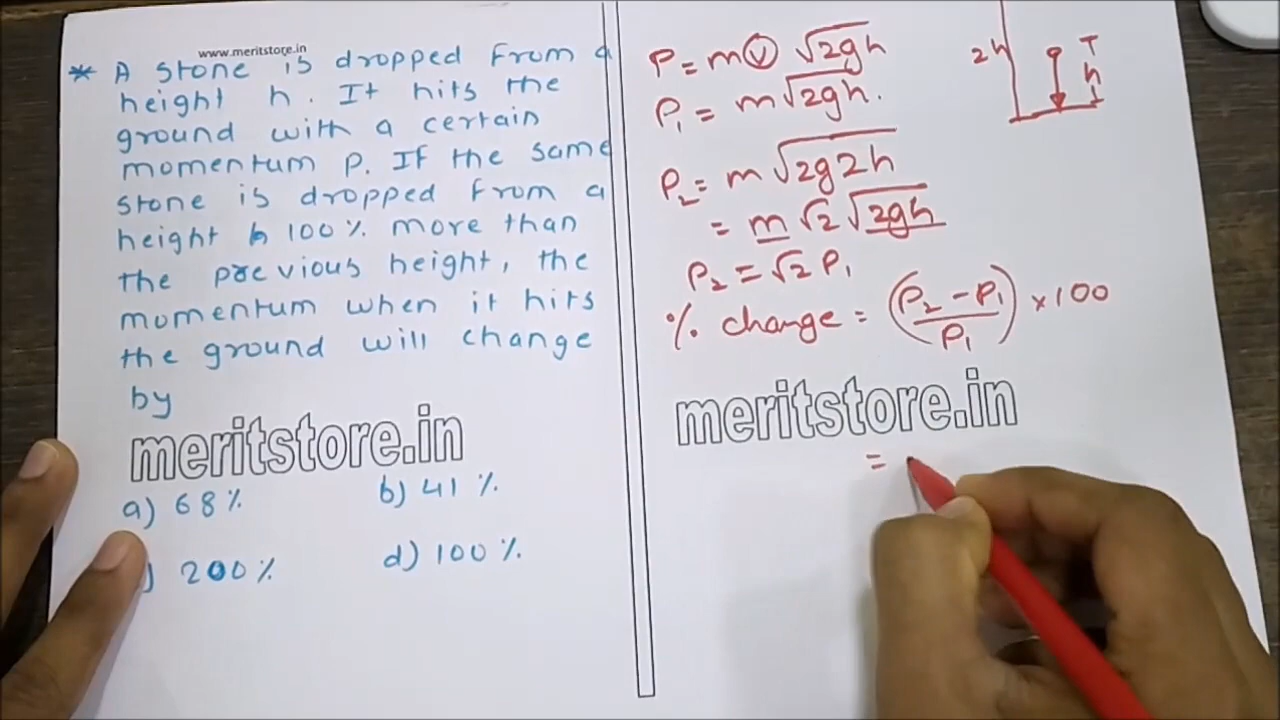 www.meritstore.in
* A stone is dropped from a
height h. It hits the
ground with a certain
momentum P. If the same
stone is dropped from a
height h 100% more than
the previous height, the
momentum when it hits
the ground will change
by
meritstore.in
a) 68% b) 41%
) 200% d) 100%
P = mv √2gh
P₁ = m√2gh.
P₂ = m√2g2h
= m√2 √2gh
P₂ = √2 P₁
% change = (P₂ - P₁ / P₁) × 100
meritstore.in
=
2h
h